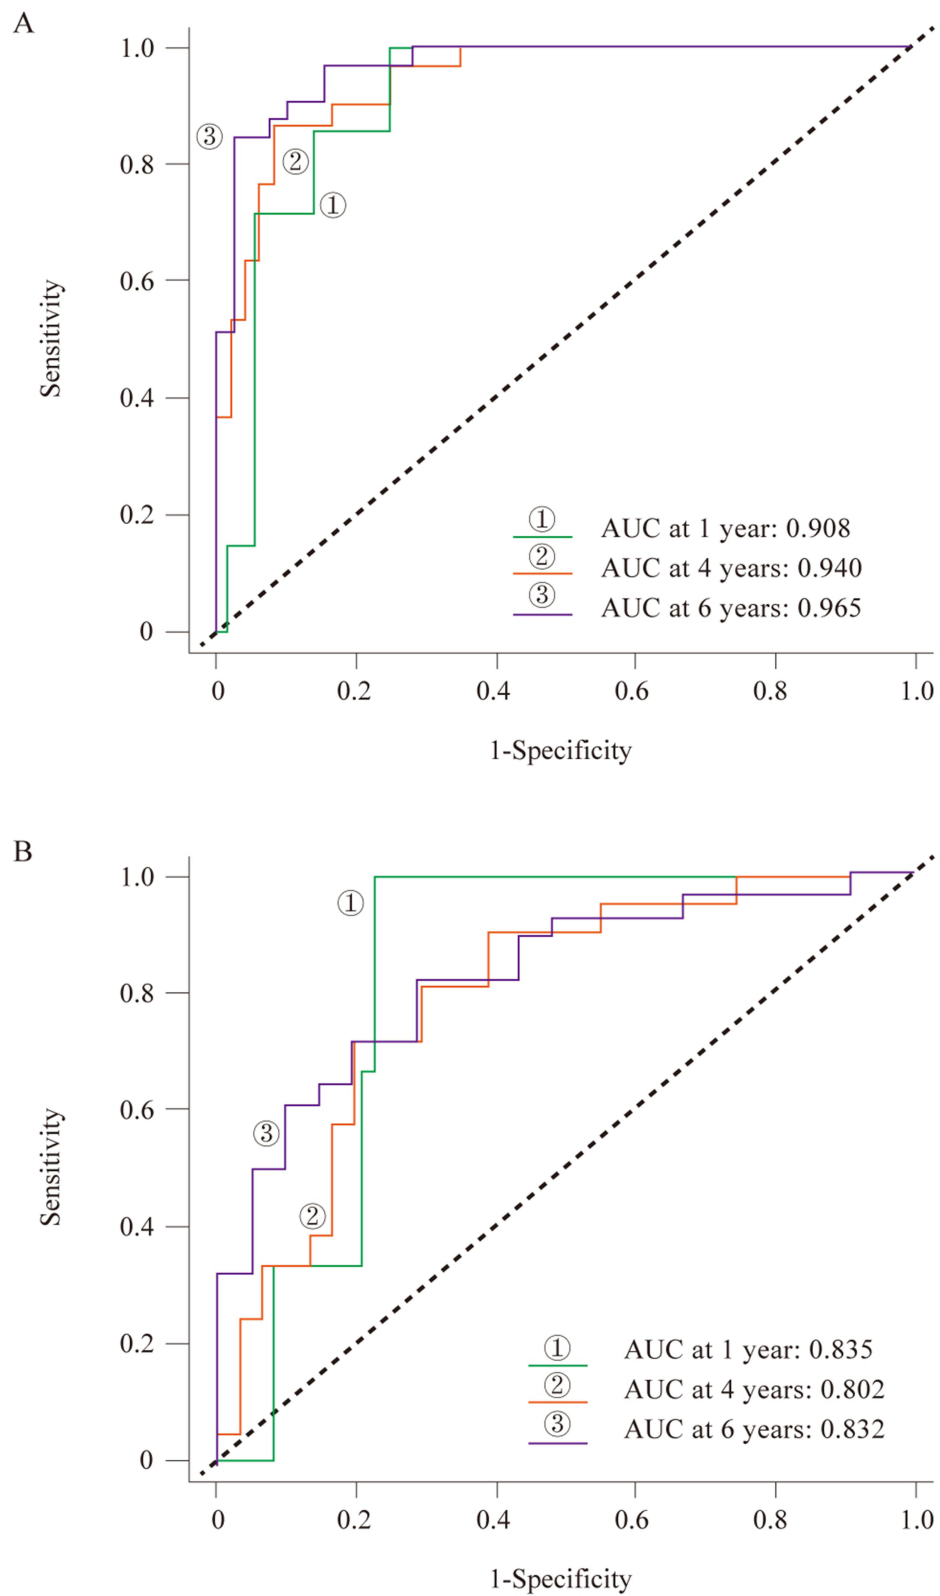 A
1.0
0.8
0.6
0.4
0.2
0
Sensitivity
③
②
①
① AUC at 1 year: 0.908
② AUC at 4 years: 0.940
③ AUC at 6 years: 0.965
0 0.2 0.4 0.6 0.8 1.0
1-Specificity
B
1.0
0.8
0.6
0.4
0.2
0
Sensitivity
①
③
②
① AUC at 1 year: 0.835
② AUC at 4 years: 0.802
③ AUC at 6 years: 0.832
0 0.2 0.4 0.6 0.8 1.0
1-Specificity